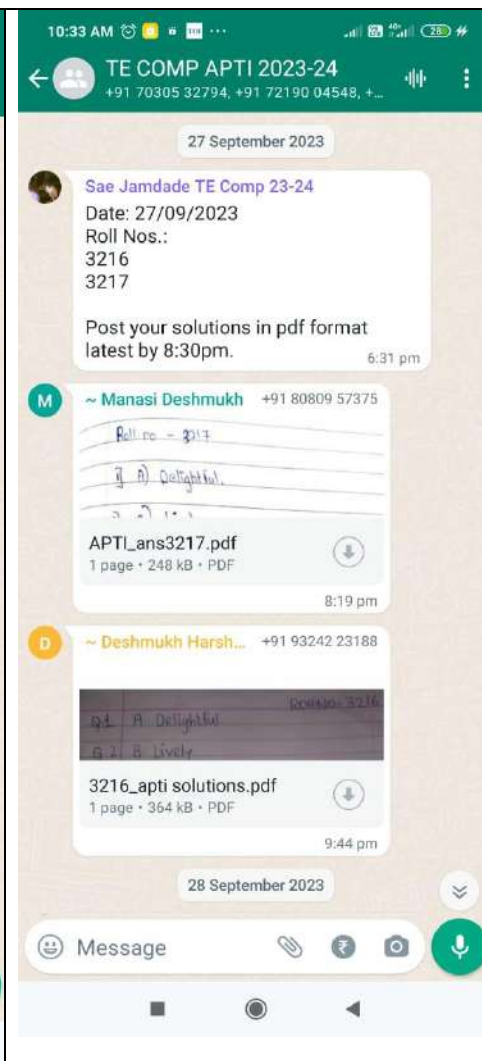 10:33 AM
28
TE COMP APTI 2023-24
+91 70305 32794, +91 72190 04548, +...
27 September 2023
Sae Jamdade TE Comp 23-24
Date: 27/09/2023
Roll Nos.:
3216
3217
Post your solutions in pdf format
latest by 8:30pm.
6:31 pm
M
~ Manasi Deshmukh +91 80809 57375
Roll no - 3217
A) Delightful.
APTI_ans3217.pdf
1 page • 248 kB • PDF
8:19 pm
D
~ Deshmukh Harsh... +91 93242 23188
Roll No: 3216
Q.1 A Delightful
Q.2 B Lively
3216_apti solutions.pdf
1 page • 364 kB • PDF
9:44 pm
28 September 2023
Message